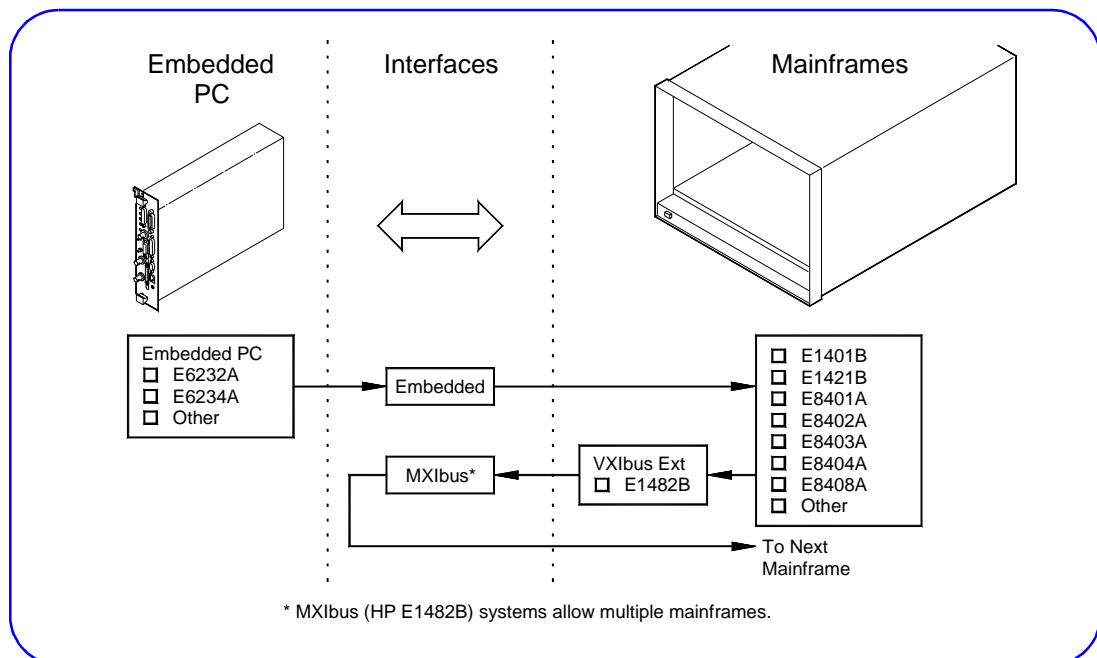 Embedded
PC
Interfaces
Mainframes
Embedded PC
E6232A
E6234A
Other
Embedded
E1401B
E1421B
E8401A
E8402A
E8403A
E8404A
E8408A
Other
MXIbus*
VXIbus Ext
E1482B
To Next
Mainframe
* MXIbus (HP E1482B) systems allow multiple mainframes.